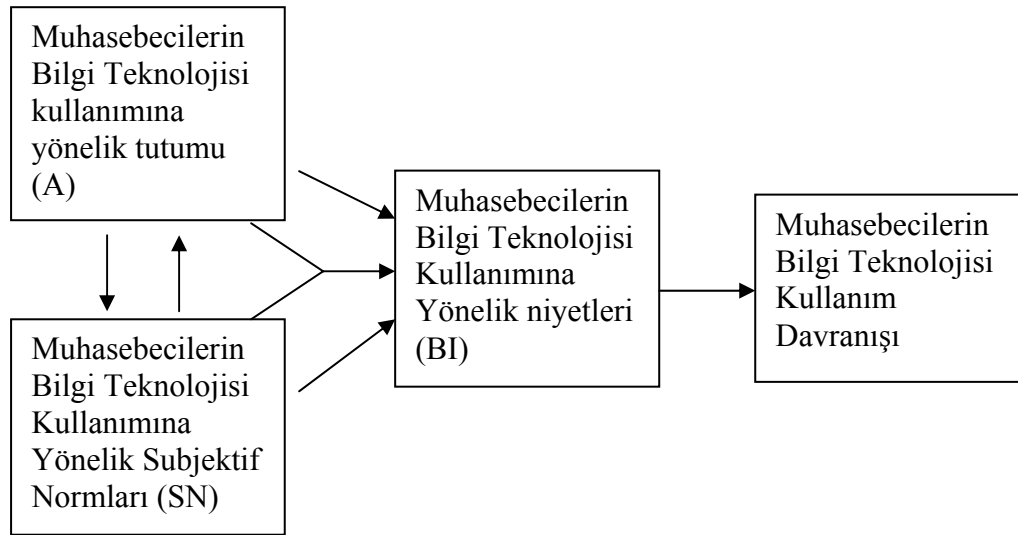 Muhasebecilerin
Bilgi Teknolojisi
kullanımına
yönelik tutumu
(A)
Muhasebecilerin
Bilgi Teknolojisi
Kullanımına
Yönelik Subjektif
Normları (SN)
Muhasebecilerin
Bilgi Teknolojisi
Kullanımına
Yönelik niyetleri
(BI)
Muhasebecilerin
Bilgi Teknolojisi
Kullanım
Davranışı